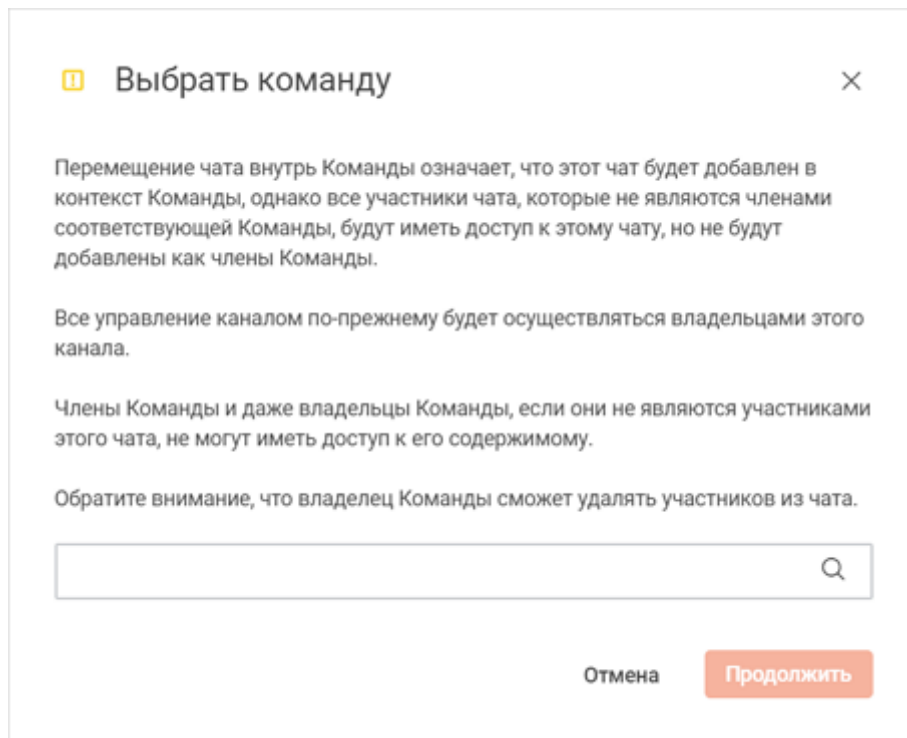 Выбрать команду
Перемещение чата внутрь Команды означает, что этот чат будет добавлен в
контекст Команды, однако все участники чата, которые не являются членами
соответствующей Команды, будут иметь доступ к этому чату, но не будут
добавлены как члены Команды.
Все управление каналом по-прежнему будет осуществляться владельцами этого
канала.
Члены Команды и даже владельцы Команды, если они не являются участниками
этого чата, не могут иметь доступ к его содержимому.
Обратите внимание, что владелец Команды сможет удалять участников из чата.
Отмена
Продолжить